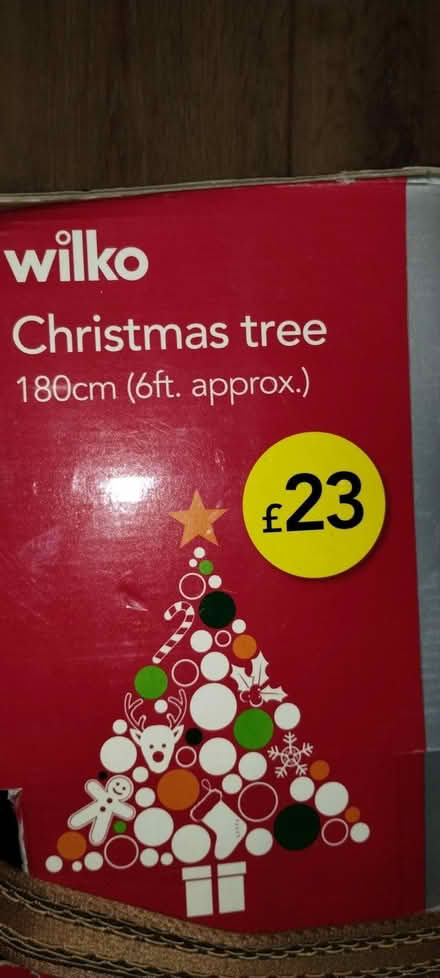 wilko
Christmas tree
180cm (6ft. approx.)
£23